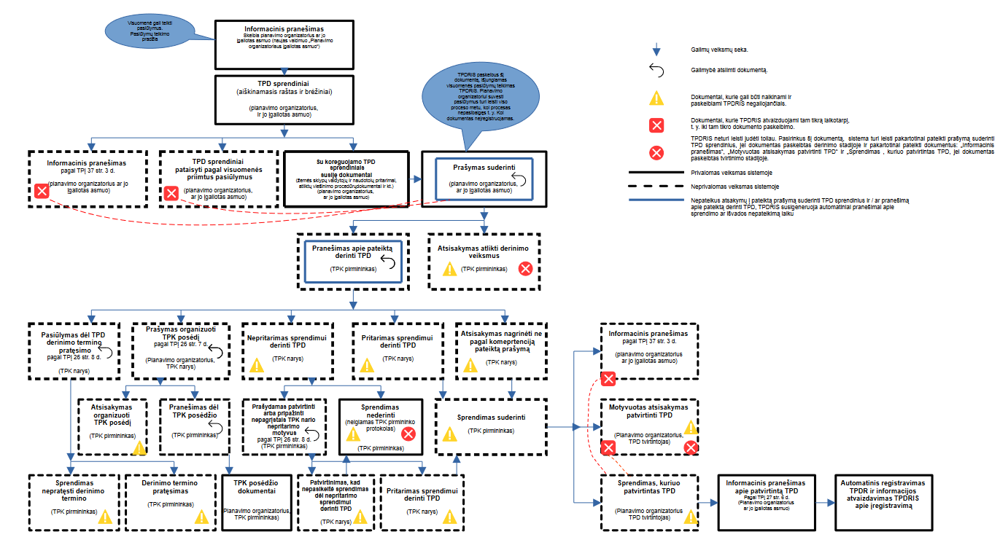 Visuomenė gali teikti
pasiūlymus.
Pasiūlymų teikimo
pradžia
Informacinis pranešimas
Skelbia planavimo organizatorius ar jo
įgaliotas asmuo (naujas vaidmuo „Planavimo
organizatoriaus įgaliotas asmuo“)
TPD sprendiniai
(aiškinamasis raštas ir brėžiniai)
(planavimo organizatorius,
ir jo įgaliotas asmuo)
TPDRIS paskelbus šį
dokumentą, išjungiamas
visuomenės pasiūlymų teikimas
TPDRIS. Planavimo
organizatoriui suvesti
pasiūlymus turi leisti viso
proceso metu, kol procesas
nepasibaigęs t. y. Kol
dokumentas neįregistruojamas.
Galimų veiksmų seka.
Galimybė atsiimti dokumentą.
Dokumentai, kurie gali būti naikinami ir
paskelbiami TPDRIS negaliojančiais.
Dokumentai, kurie TPDRIS atvaizduojami tam tikrą laikotarpį,
t. y. iki tam tikro dokumento paskelbimo.
TPDRIS neturi leisti judėti toliau. Pasirinkus šį dokumentą, sistema turi leisti pakartotinai pateikti prašymą suderinti
TPD sprendinius, jei dokumentas paskelbtas derinimo stadijoje ir pakartotinai pateikti dokumentus: „Informacinis
pranešimas“, „Motyvuotas atsisakymas patvirtinti TPD“ ir „Sprendimas , kuriuo patvirtintas TPD, jei dokumentas
paskelbtas tvirtinimo stadijoje.
Privalomas veiksmas sistemoje
Neprivalomas veiksmas sistemoje
Nepateikus atsakymų į pateiktą prašymą suderinti TPD sprendinius ir / ar pranešimą
apie pateiktą derinti TPD, TPDRIS susigeneruoja automatiniai pranešimai apie
sprendimo ar išvados nepateikimą laiku
Informacinis pranešimas
pagal TPĮ 37 str. 3 d.
(planavimo organizatorius ar jo
įgaliotas asmuo)
TPD sprendiniai
pataisyti pagal visuomenės
priimtus pasiūlymus
(planavimo organizatorius,
ar jo įgaliotas asmuo)
Su koreguojamo TPD
sprendiniais
susiję dokumentai
(žemės sklypų valdytojų ir naudotojų pritarimai,
atliktų viešinimo procedūrų dokumentai ir kt.)
(planavimo organizatorius,
ar jo įgaliotas asmuo)
Prašymas suderinti
(planavimo organizatorius,
ar jo įgaliotas asmuo)
Pranešimas apie pateiktą
derinti TPD
(TPK pirmininkas)
Atsisakymas atlikti derinimo
veiksmus
(TPK pirmininkas)
Pasiūlymas dėl TPD
derinimo termino
pratęsimo
pagal TPĮ 26 str. 8 d.
(TPK narys)
Prašymas organizuoti
TPK posėdį
pagal TPĮ 26 str. 7 d.
(Planavimo organizatorius,
TPK narys)
Nepritarimas sprendimui
derinti TPD
(TPK narys)
Pritarimas sprendimui
derinti TPD
(TPK narys)
Atsisakymas nagrinėti ne
pagal komeprtenciją
pateiktą prašymą
(TPK narys)
Informacinis pranešimas
pagal TPĮ 37 str. 3 d.
(planavimo organizatorius
ar jo įgaliotas asmuo)
Atsisakymas
organizuoti
TPK posėdį
(TPK pirmininkas)
Pranešimas dėl
TPK posėdžio
(TPK pirmininkas)
Prašydamas patvirtinti
arba pripažinti
nepagrįstais TPK nario
nepritarimo
motyvus
pagal TPĮ 26 str. 8 d.
(TPK pirmininkas)
Sprendimas
nederinti
(neigiamas TPK pirmininko
protokolas)
(TPK pirmininkas)
Sprendimas suderinti
(TPK pirmininkas)
Motyvuotas atsisakymas
patvirtinti TPD
(Planavimo organizatorius,
TPD tvirtintojas)
Sprendimas
nepratęsti derinimo
termino
(TPK pirmininkas)
Derinimo termino
pratęsimas
(TPK pirmininkas)
TPK posėdžio
dokumentai
Planavimo organizatorius,
TPK pirmininkas)
Patvirtinimas, kad
nepasikeitė sprendimas
dėl nepritarimo
sprendimui
derinti TPD
(TPK narys)
Pritarimas sprendimui
derinti TPD
(TPK narys)
Sprendimas, kuriuo
patvirtintas TPD
(Planavimo organizatorius
TPD tvirtintojas)
Informacinis pranešimas
apie patvirtintą TPD
Pagal TPĮ 27 str. 6 d.
(Planavimo organizatorius
ar jo įgaliotas asmuo)
Automatinis registravimas
TPDR ir informacijos
atvaizdavimas TPDRIS
apie įregistravimą